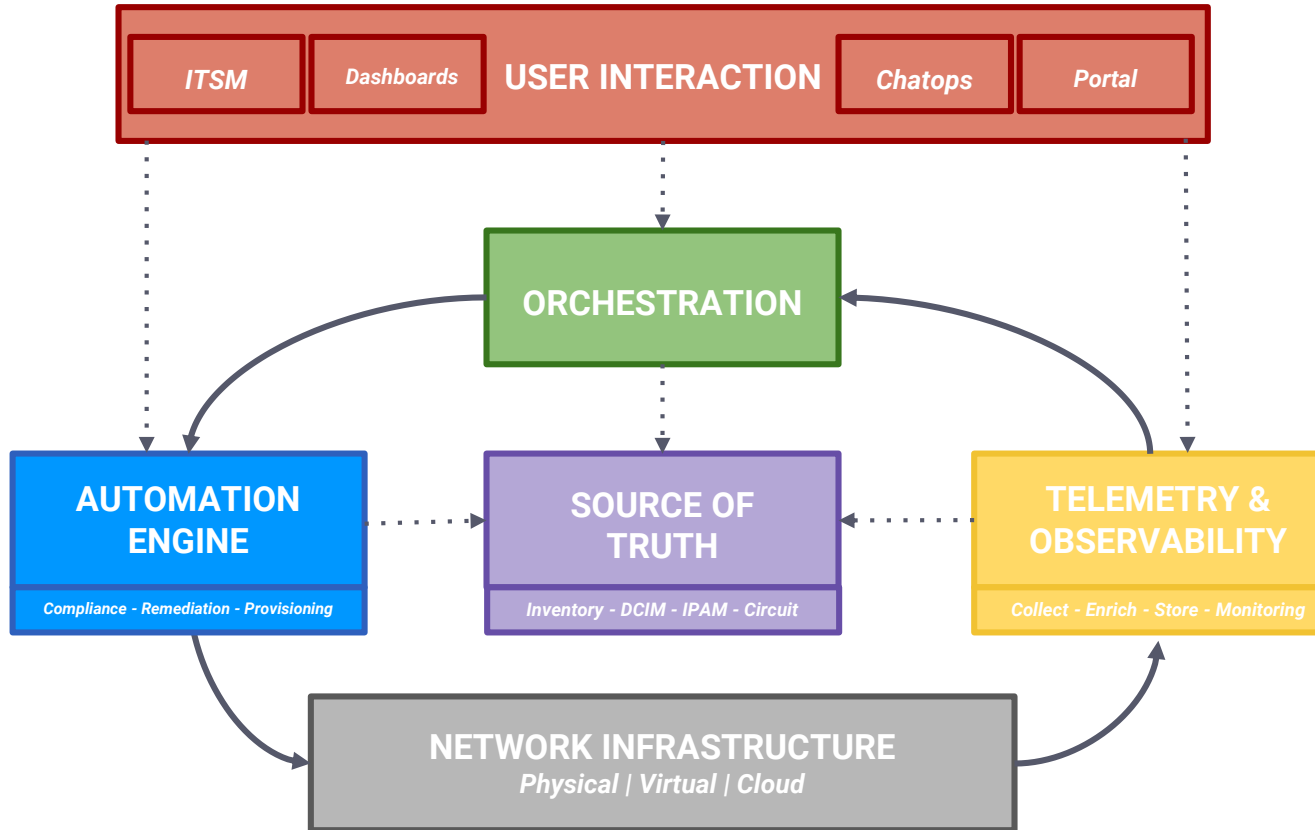 ITSM
Dashboards
USER INTERACTION
Chatops
Portal
ORCHESTRATION
AUTOMATION
ENGINE
Compliance - Remediation - Provisioning
SOURCE OF
TRUTH
Inventory - DCIM - IPAM - Circuit
TELEMETRY &
OBSERVABILITY
Collect - Enrich - Store - Monitoring
NETWORK INFRASTRUCTURE
Physical | Virtual | Cloud